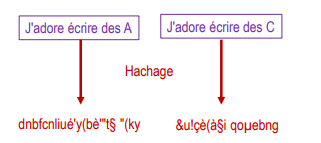 J'adore écrire des A
J'adore écrire des C
Hachage
dnbfcnliué'y(bè'"t§ "(ky
&u!çè(à§i qoµebng